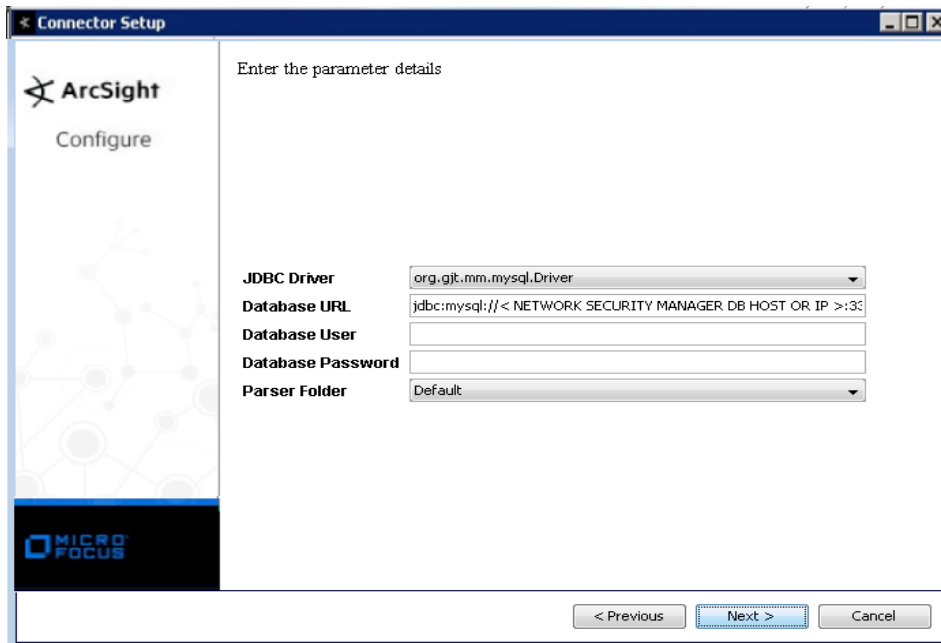 Connector Setup
ArcSight
Configure
Enter the parameter details
JDBC Driver org.gjt.mm.mysql.Driver
Database URL jdbc:mysql://< NETWORK SECURITY MANAGER DB HOST OR IP >:33
Database User
Database Password
Parser Folder Default
MICRO
FOCUS
< Previous Next > Cancel